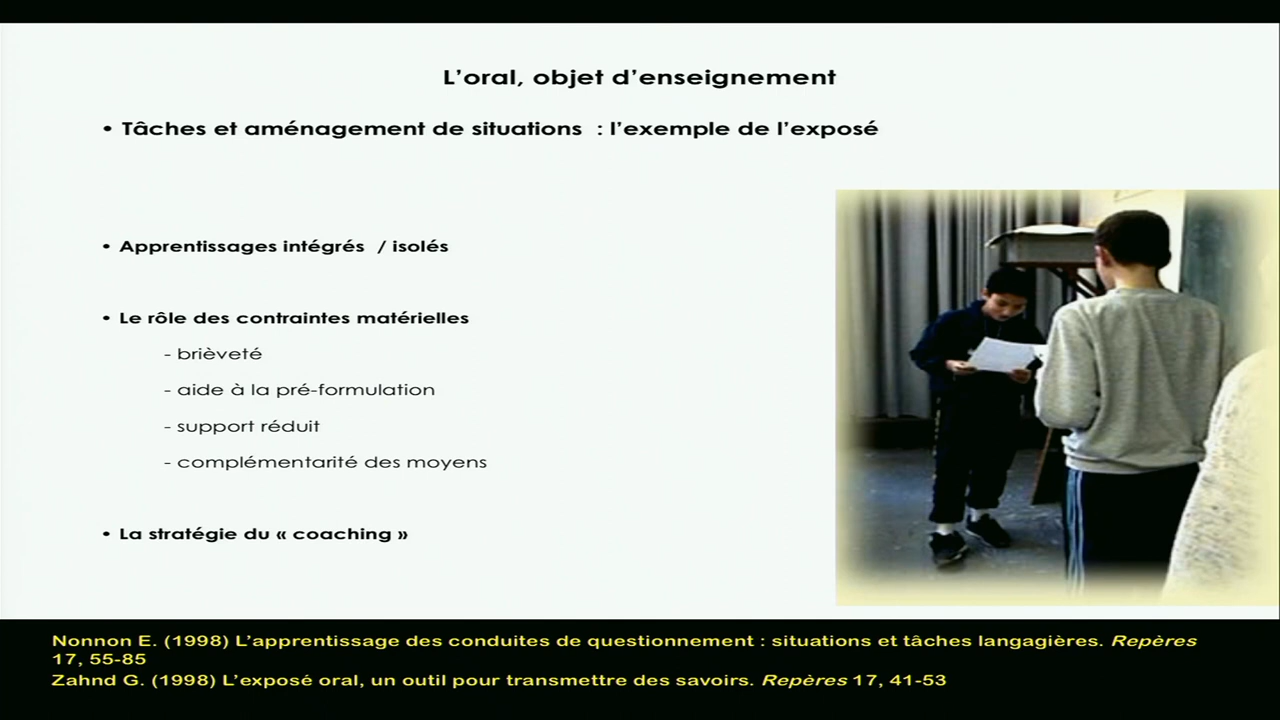 L’oral, objet d’enseignement
• Tâches et aménagement de situations : l’exemple de l’exposé
• Apprentissages intégrés / isolés
• Le rôle des contraintes matérielles
- brièveté
- aide à la pré-formulation
- support réduit
- complémentarité des moyens
• La stratégie du « coaching »
Nonnon E. (1998) L’apprentissage des conduites de questionnement : situations et tâches langagières. Repères
17, 55-85
Zahnd G. (1998) L’exposé oral, un outil pour transmettre des savoirs. Repères 17, 41-53